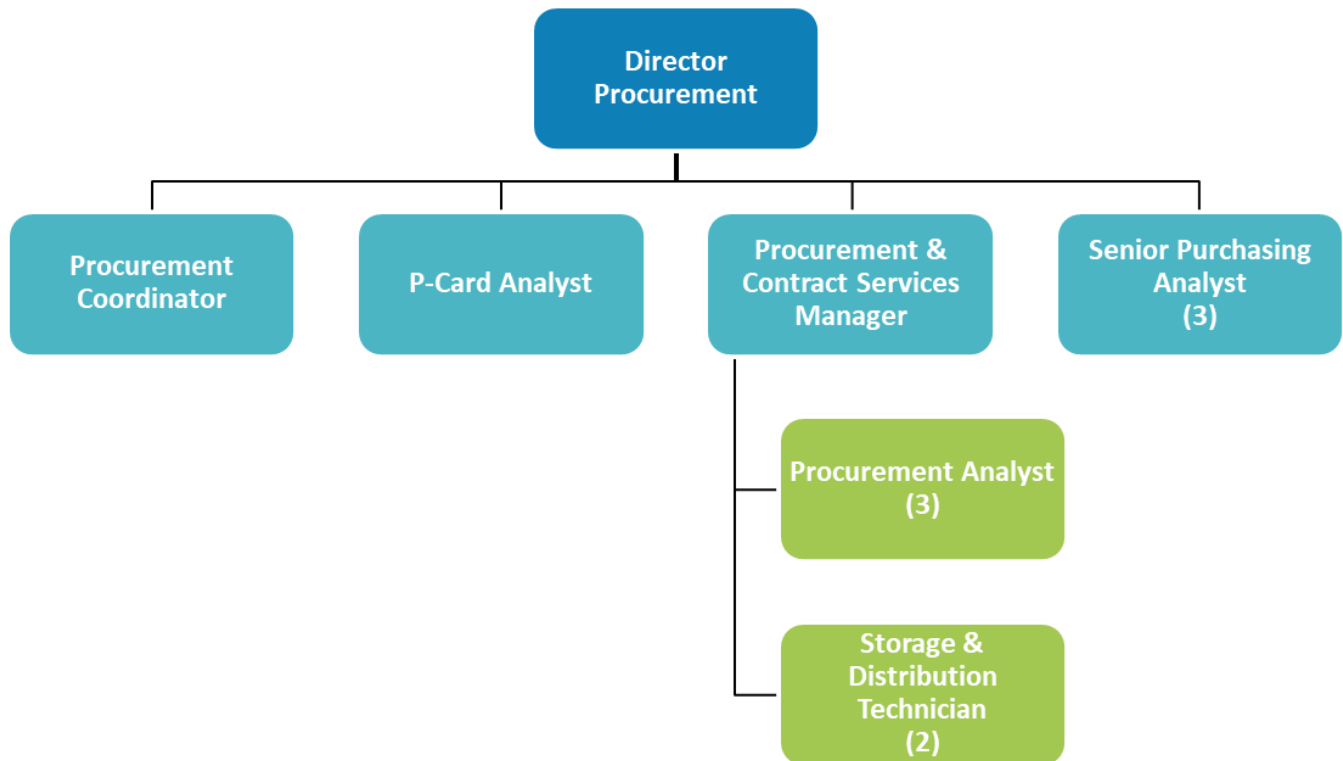 Director
Procurement
Procurement
Coordinator
P-Card Analyst
Procurement &
Contract Services
Manager
Senior Purchasing
Analyst
(3)
Procurement Analyst
(3)
Storage &
Distribution
Technician
(2)